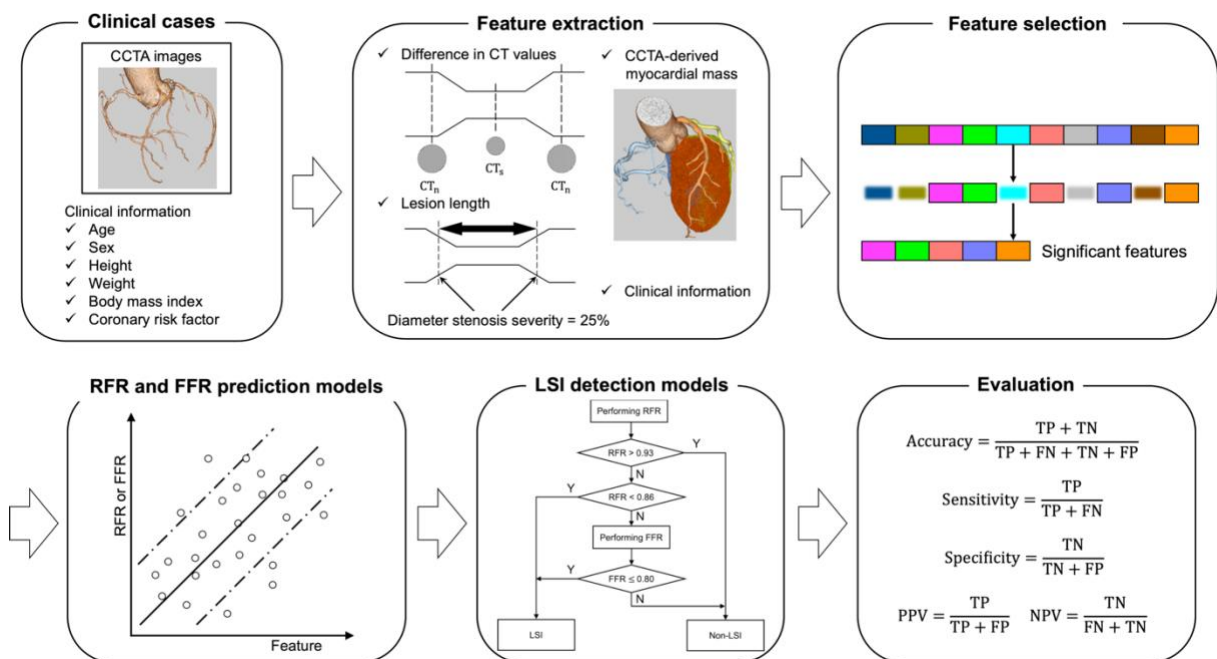 Clinical cases
CCTA images
Clinical information
✓ Age
✓ Sex
✓ Height
✓ Weight
✓ Body mass index
✓ Coronary risk factor
Feature extraction
✓ Difference in CT values
CTₙ
CTₛ
CTₙ
✓ Lesion length
Diameter stenosis severity = 25%
✓ CCTA-derived
myocardial mass
✓ Clinical information
Feature selection
Significant features
RFR and FFR prediction models
RFR or FFR
Feature
LSI detection models
Performing RFR
RFR > 0.93
Y
N
RFR < 0.86
Y
N
Performing FFR
FFR ≤ 0.80
Y
N
LSI
Non-LSI
Evaluation
Accuracy = (TP + TN) / (TP + FN + TN + FP)
Sensitivity = TP / (TP + FN)
Specificity = TN / (TN + FP)
PPV = TP / (TP + FP) NPV = TN / (FN + TN)